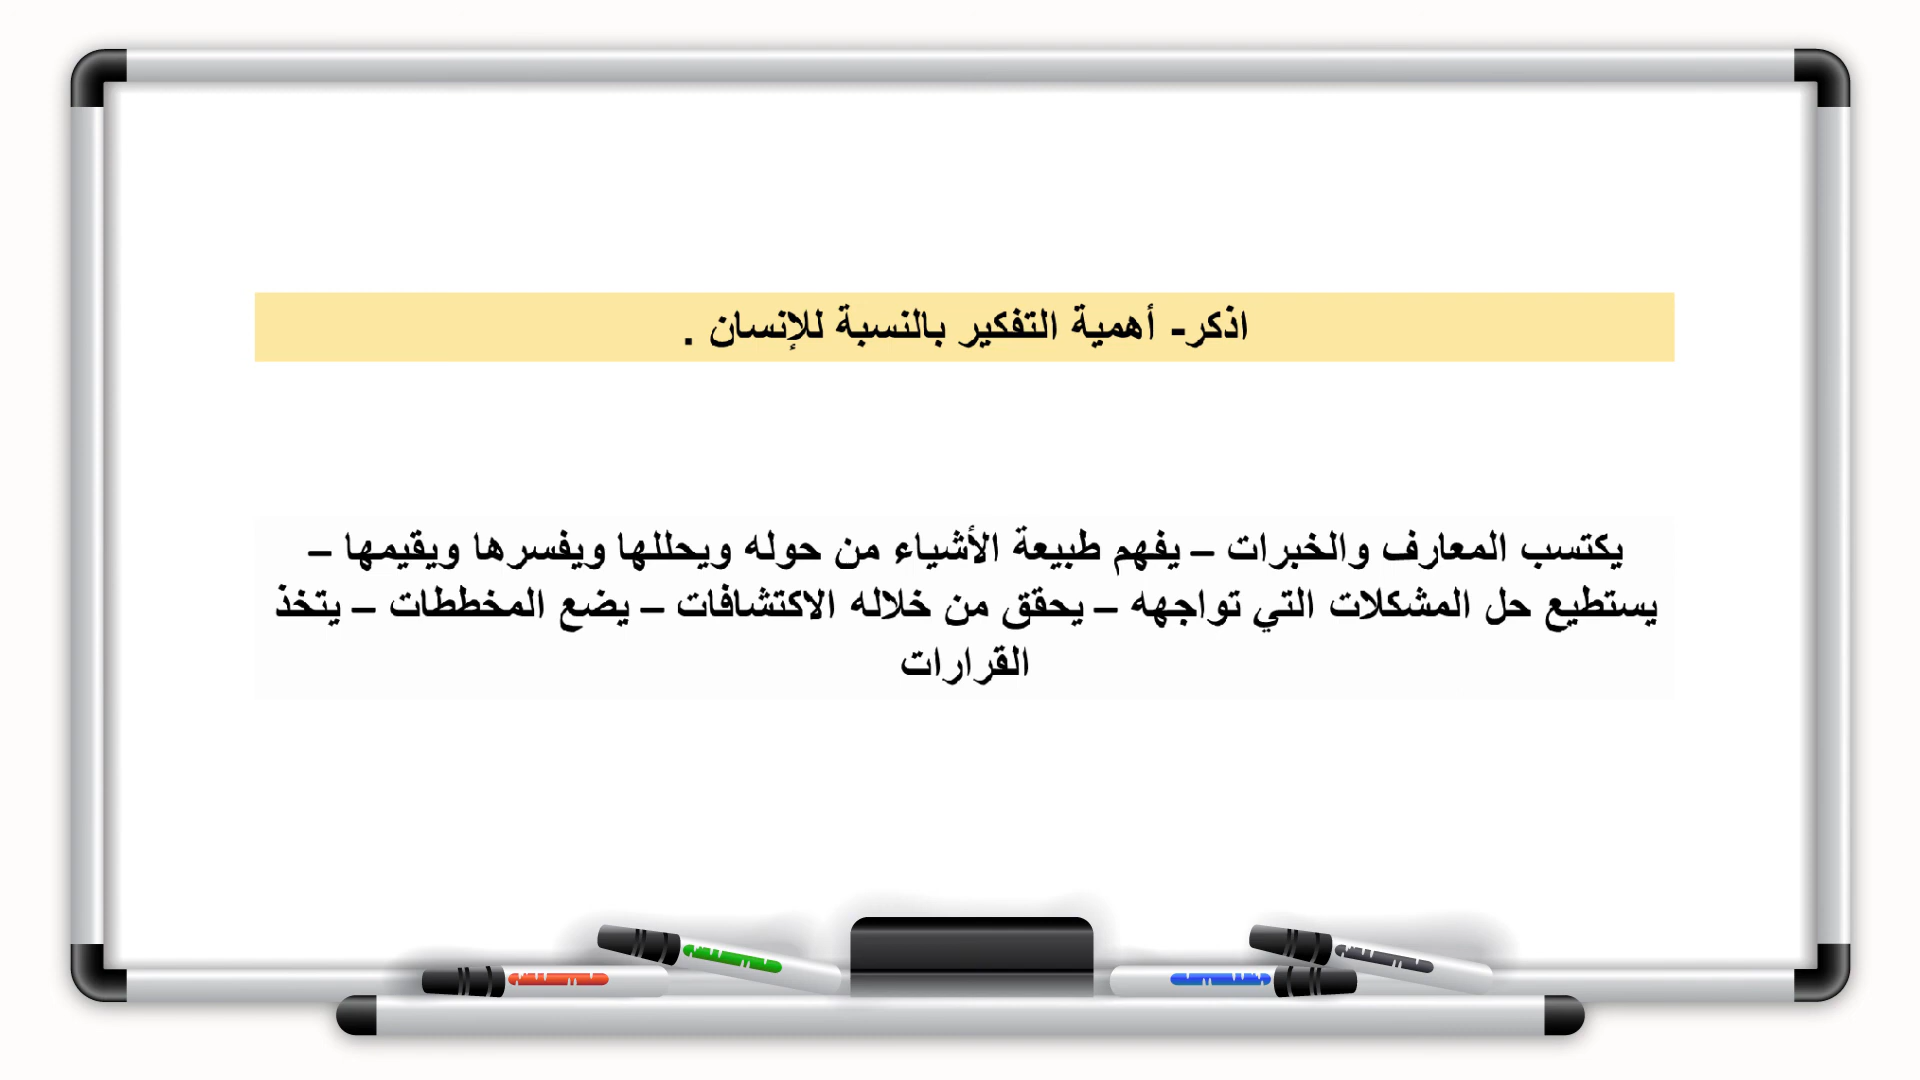 اذكر- أهمية التفكير بالنسبة للإنسان .
يكتسب المعارف والخبرات – يفهم طبيعة الأشياء من حوله ويحللها ويفسرها ويقيمها –
يستطيع حل المشكلات التي تواجهه – يحقق من خلاله الاكتشافات – يضع المخططات – يتخذ
القرارات